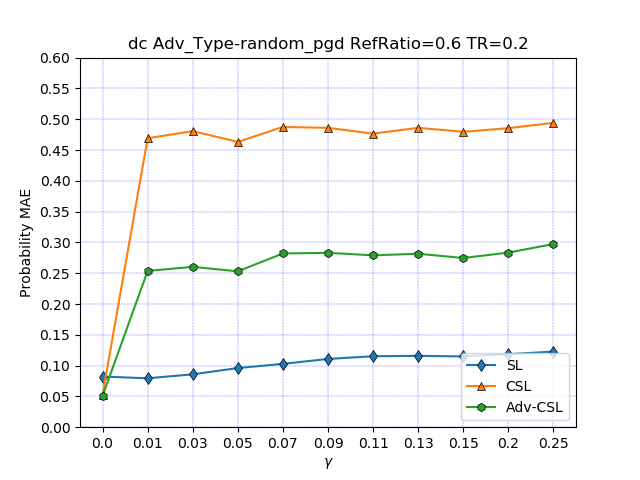 dc Adv_Type-random_pgd RefRatio=0.6 TR=0.2
0.60
0.55
0.50
0.45
0.40
0.35
0.30
0.25
0.20
0.15
0.10
0.05
0.00
Probability MAE
SL
CSL
Adv-CSL
0.0 0.01 0.03 0.05 0.07 0.09 0.11 0.13 0.15 0.2 0.25
γ